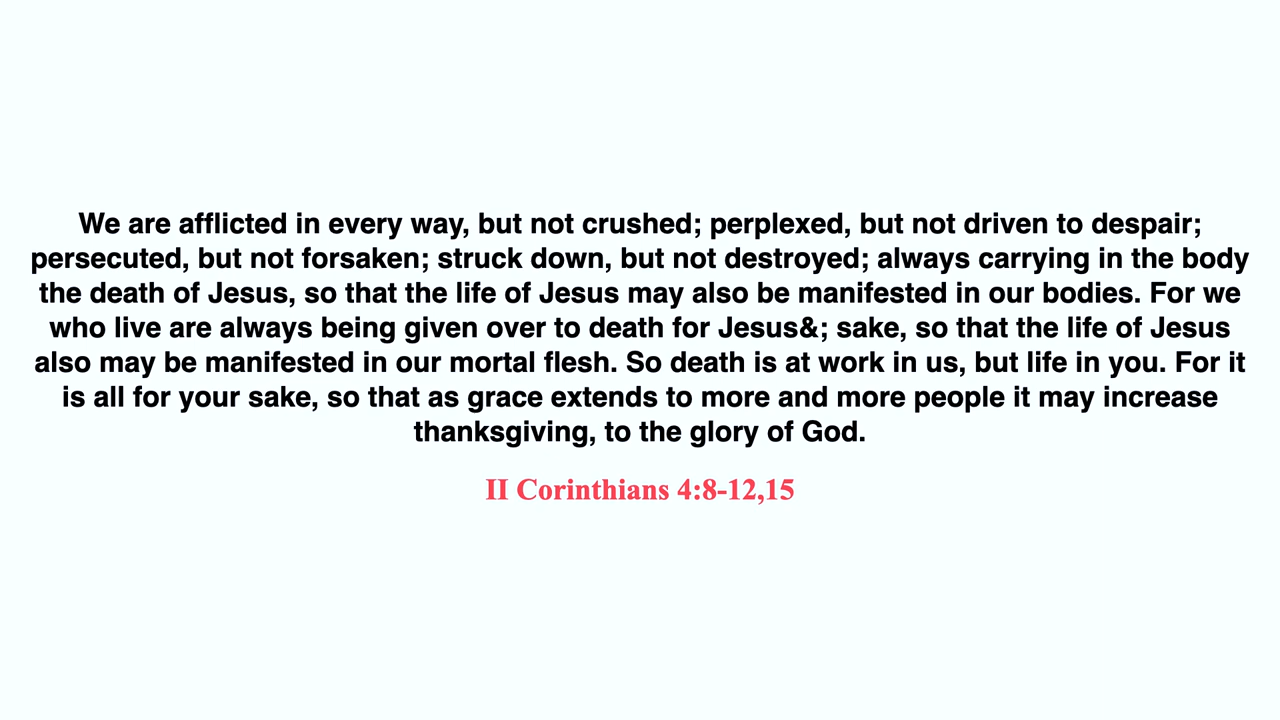 We are afflicted in every way, but not crushed; perplexed, but not driven to despair;
persecuted, but not forsaken; struck down, but not destroyed; always carrying in the body
the death of Jesus, so that the life of Jesus may also be manifested in our bodies. For we
who live are always being given over to death for Jesus&; sake, so that the life of Jesus
also may be manifested in our mortal flesh. So death is at work in us, but life in you. For it
is all for your sake, so that as grace extends to more and more people it may increase
thanksgiving, to the glory of God.
II Corinthians 4:8-12,15